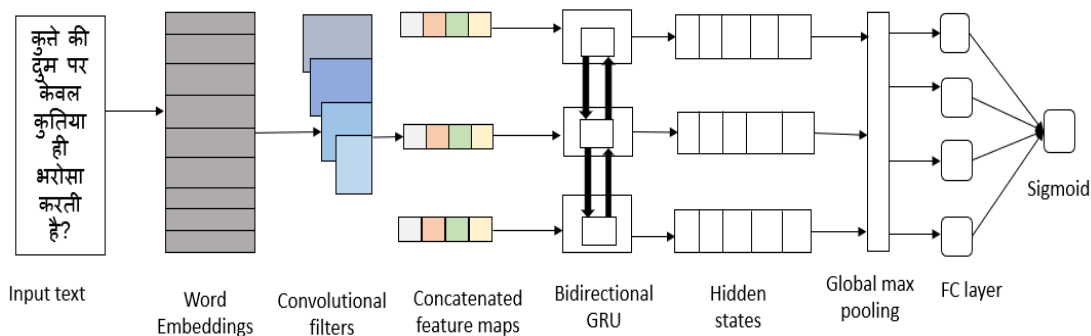 कुत्ते की
दुम पर
केवल
कुतिया
ही
भरोसा
करती
है?
Input text
Word
Embeddings
Convolutional
filters
Concatenated
feature maps
Bidirectional
GRU
Hidden
states
Global max
pooling
FC layer
Sigmoid